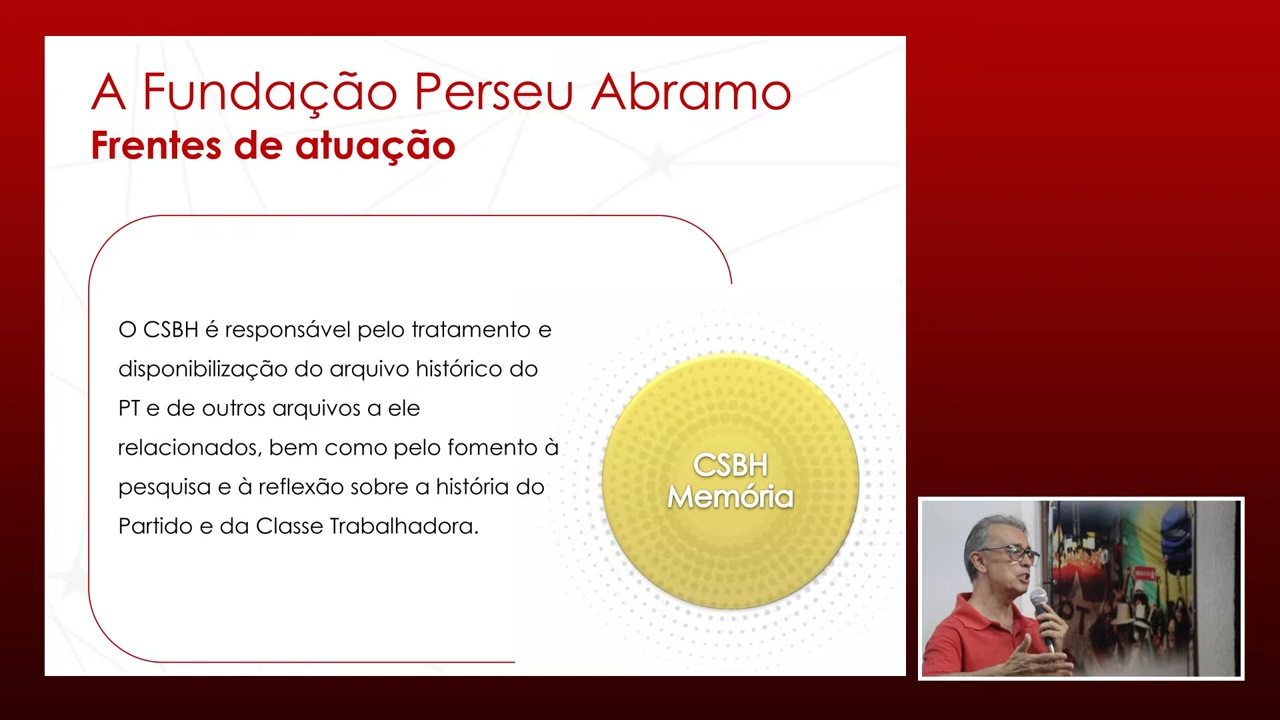 A Fundação Perseu Abramo
Frentes de atuação
O CSBH é responsável pelo tratamento e
disponibilização do arquivo histórico do
PT e de outros arquivos a ele
relacionados, bem como pelo fomento à
pesquisa e à reflexão sobre a história do
Partido e da Classe Trabalhadora.
CSBH
Memória